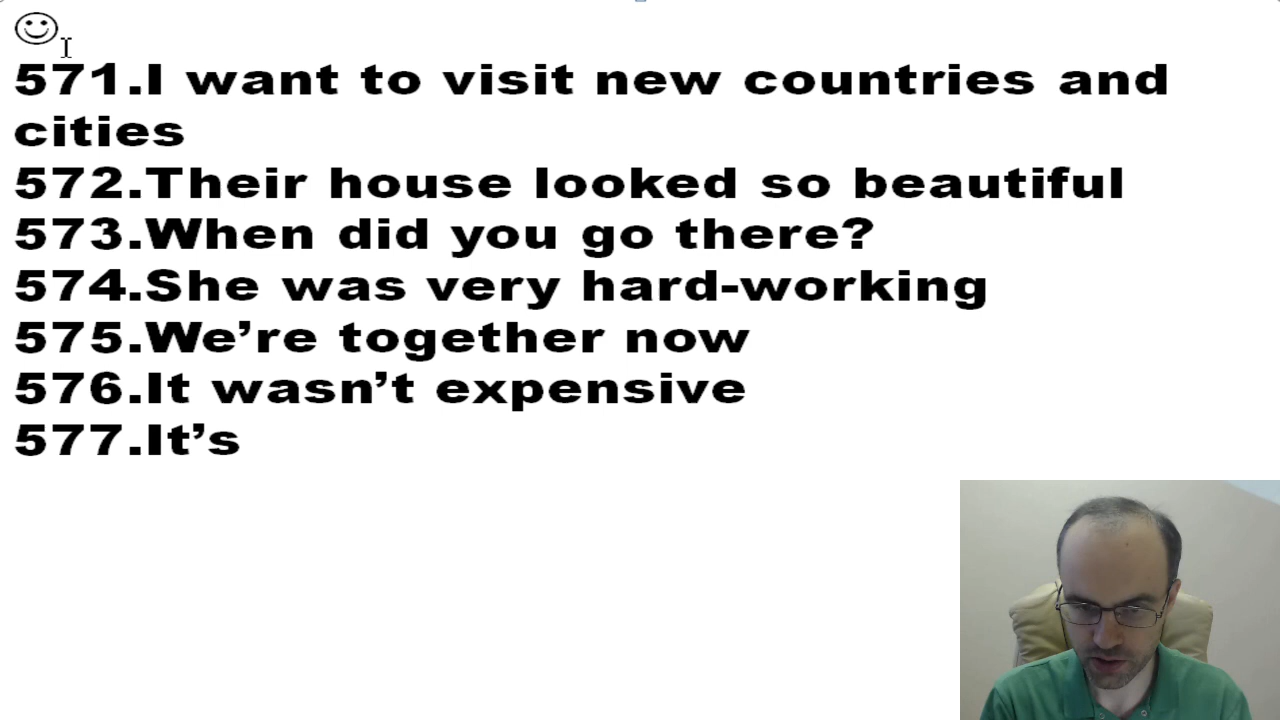 571.I want to visit new countries and
cities
572.Their house looked so beautiful
573.When did you go there?
574.She was very hard-working
575.We’re together now
576.It wasn’t expensive
577.It’s